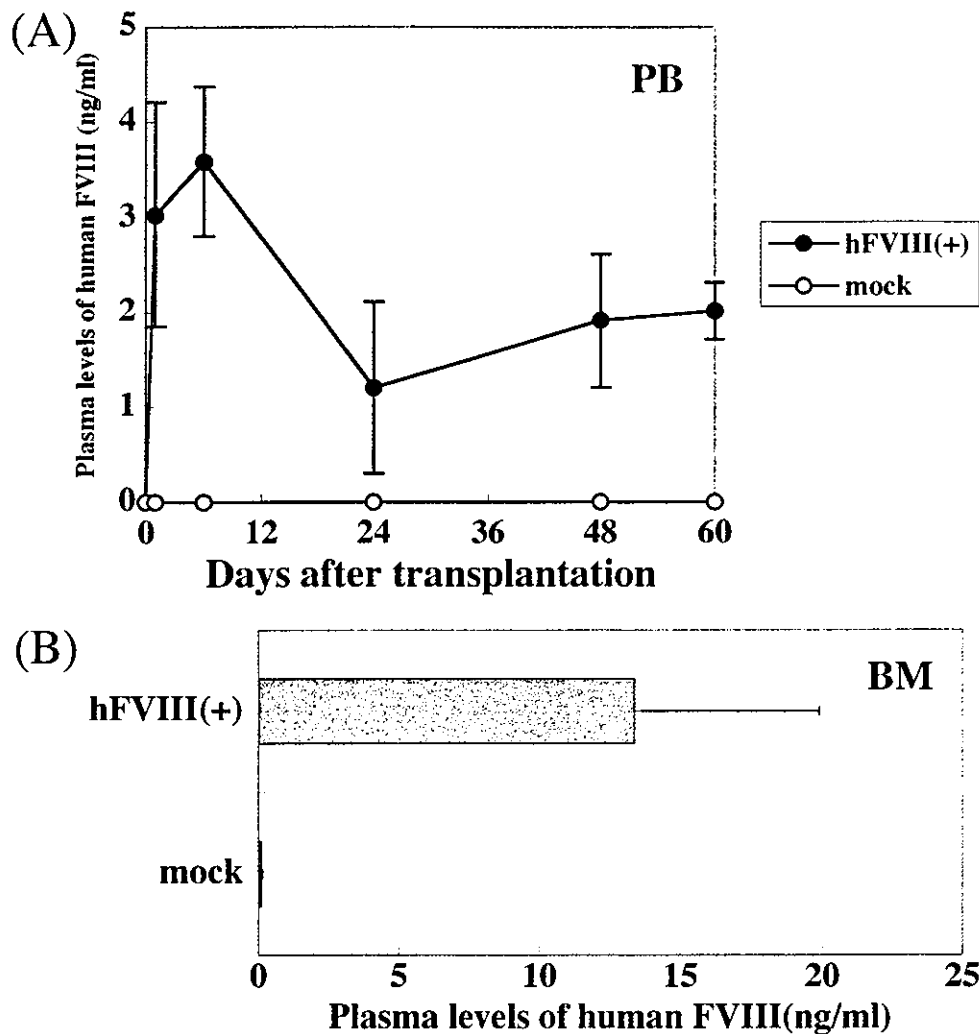 (A)
Plasma levels of human FVIII (ng/ml)
5
4
3
2
1
0
PB
0 12 24 36 48 60
Days after transplantation
hFVIII(+)
mock
(B)
BM
hFVIII(+)
mock
0 5 10 15 20 25
Plasma levels of human FVIII(ng/ml)